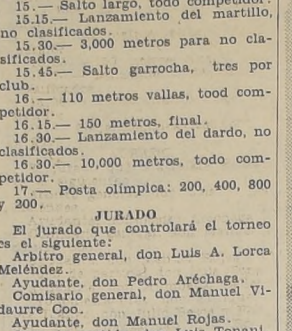 15.— Salto largo, todo competidor.
15.15.— Lanzamiento del martillo,
no clasificados.
15.30.— 3,000 metros para no cla-
sificados.
15.45.— Salto garrocha, tres por
club.
16.— 110 metros vallas, tood com-
petidor.
16.15.— 150 metros, final.
16.30.— Lanzamiento del dardo, no
clasificados.
16.30.— 10,000 metros, todo com-
petidor.
17.— Posta olímpica: 200, 400, 800
y 200.
JURADO
El jurado que controlará el torneo
es el siguiente:
Arbitro general, don Luis A. Lorca
Meléndez.
Ayudante, don Pedro Aréchaga.
Comisario general, don Manuel Vi-
daurre Coo.
Ayudante, don Manuel Rojas.